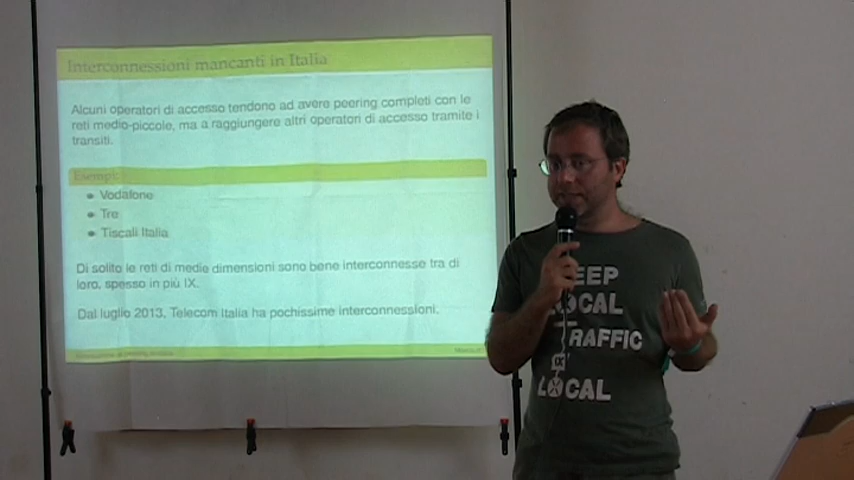 Interconnessioni mancanti in Italia
Alcuni operatori di accesso tendono ad avere peering completi con le
reti medio-piccole, ma a raggiungere altri operatori di accesso tramite i
transiti.
Esempi:
Vodafone
Tre
Tiscali Italia
Di solito le reti di medie dimensioni sono bene interconnesse tra di
loro, spesso in più IX.
Dal luglio 2013, Telecom Italia ha pochissime interconnessioni.
KEEP
LOCAL
TRAFFIC
LOCAL